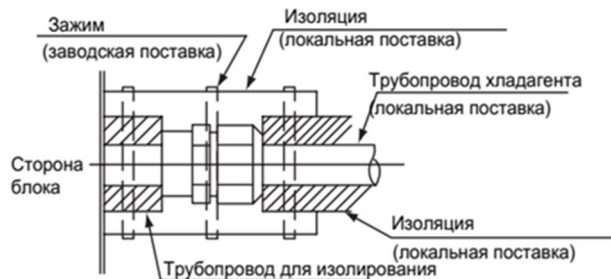 Зажим
(заводская поставка)
Изоляция
(локальная поставка)
Трубопровод хладагента
(локальная поставка)
Сторона
блока
Изоляция
(локальная поставка)
Трубопровод для изолирования